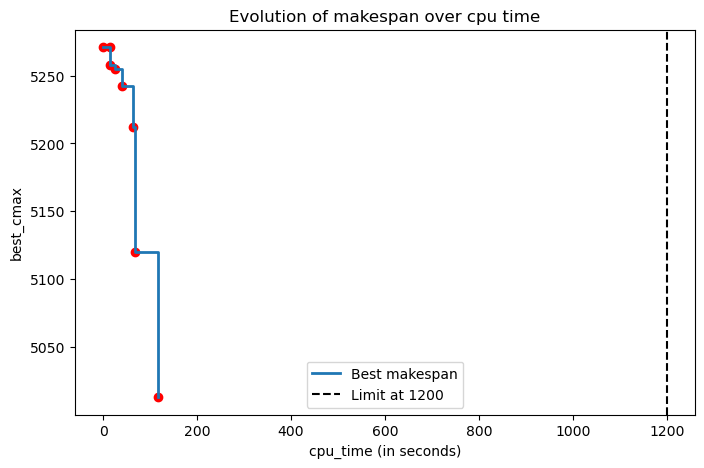 Evolution of makespan over cpu time
best_cmax
5250
5200
5150
5100
5050
Best makespan
Limit at 1200
0
200
400
600
800
1000
1200
cpu_time (in seconds)